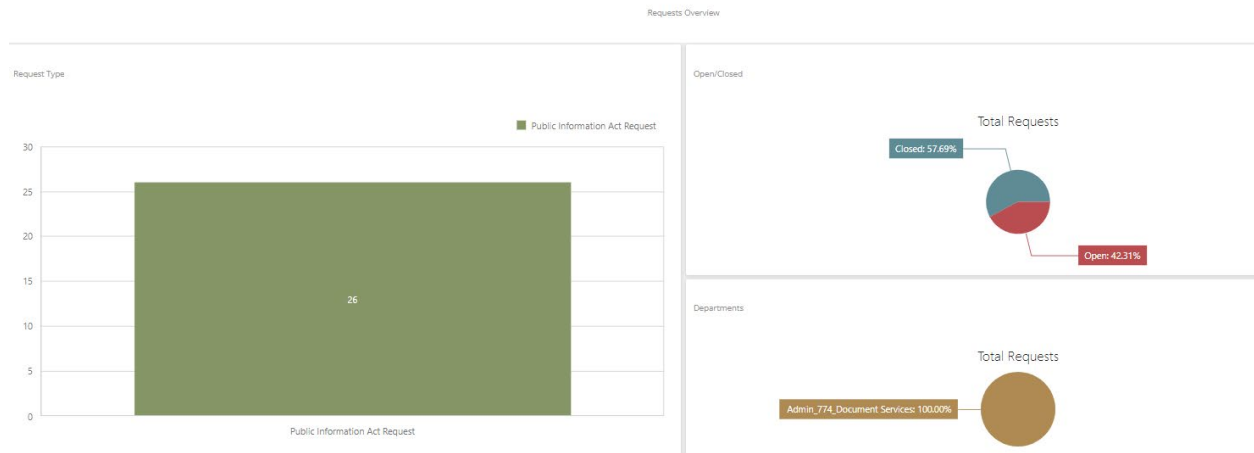 Requests Overview
Request Type
Public Information Act Request
30
25
20
15
10
5
0
26
Public Information Act Request
Open/Closed
Total Requests
Closed: 57.69%
Open: 42.31%
Departments
Total Requests
Admin_774_Document Services: 100.00%